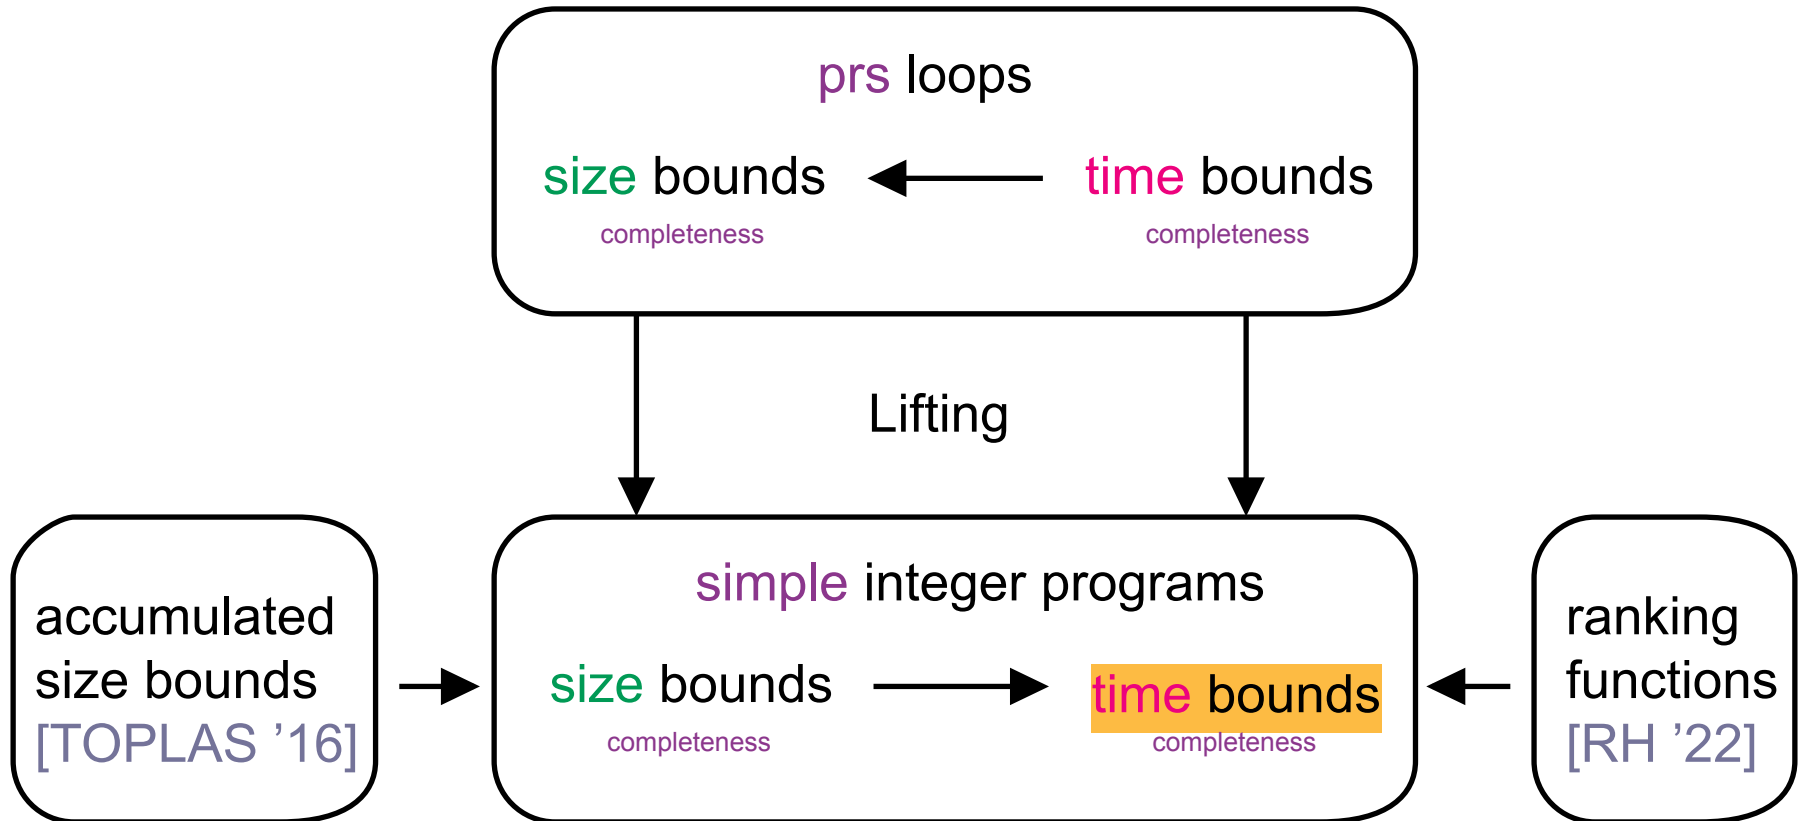 prs loops
size bounds
time bounds
completeness
completeness
Lifting
accumulated
size bounds
[TOPLAS ’16]
simple integer programs
size bounds
time bounds
completeness
completeness
ranking
functions
[RH ’22]